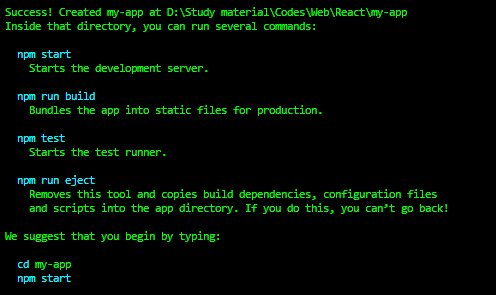 Success! Created my-app at D:\Study material\Codes\Web\React\my-app
Inside that directory, you can run several commands:
npm start
Starts the development server.
npm run build
Bundles the app into static files for production.
npm test
Starts the test runner.
npm run eject
Removes this tool and copies build dependencies, configuration files
and scripts into the app directory. If you do this, you can’t go back!
We suggest that you begin by typing:
cd my-app
npm start